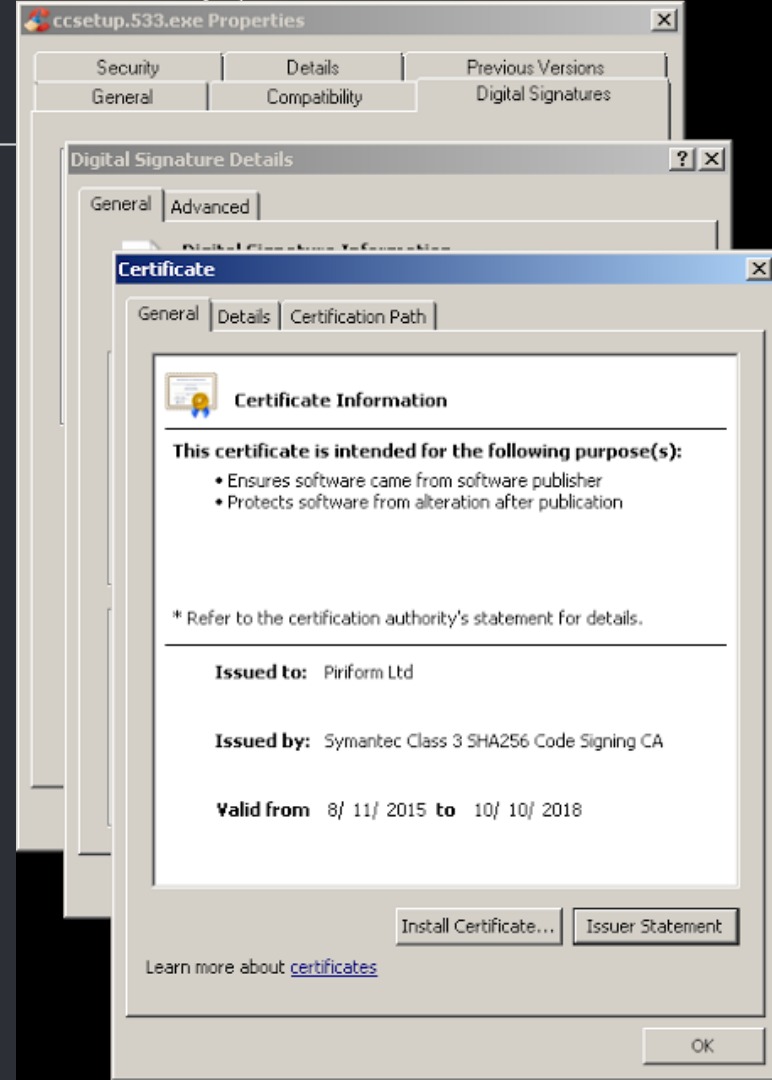 ccsetup.533.exe Properties
Security Details Previous Versions
General Compatibility Digital Signatures
Digital Signature Details
General Advanced
Digital Signature Information
Certificate
General Details Certification Path
Certificate Information
This certificate is intended for the following purpose(s):
• Ensures software came from software publisher
• Protects software from alteration after publication
* Refer to the certification authority's statement for details.
Issued to: Piriform Ltd
Issued by: Symantec Class 3 SHA256 Code Signing CA
Valid from 8/ 11/ 2015 to 10/ 10/ 2018
Install Certificate... Issuer Statement
Learn more about certificates
OK